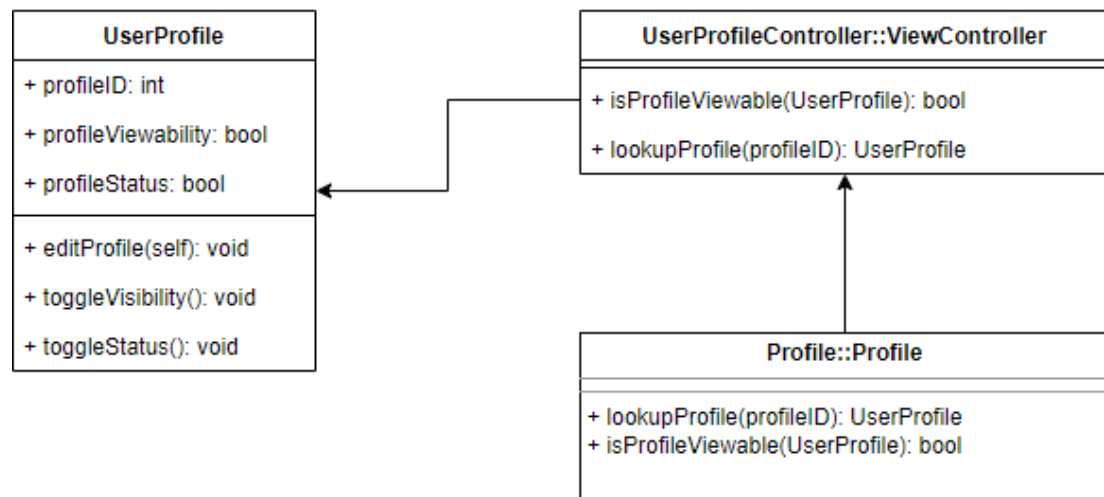 UserProfile
+ profileID: int
+ profileViewability: bool
+ profileStatus: bool
+ editProfile(self): void
+ toggleVisibility(): void
+ toggleStatus(): void
UserProfileController::ViewController
+ isProfileViewable(UserProfile): bool
+ lookupProfile(profileID): UserProfile
Profile::Profile
+ lookupProfile(profileID): UserProfile
+ isProfileViewable(UserProfile): bool